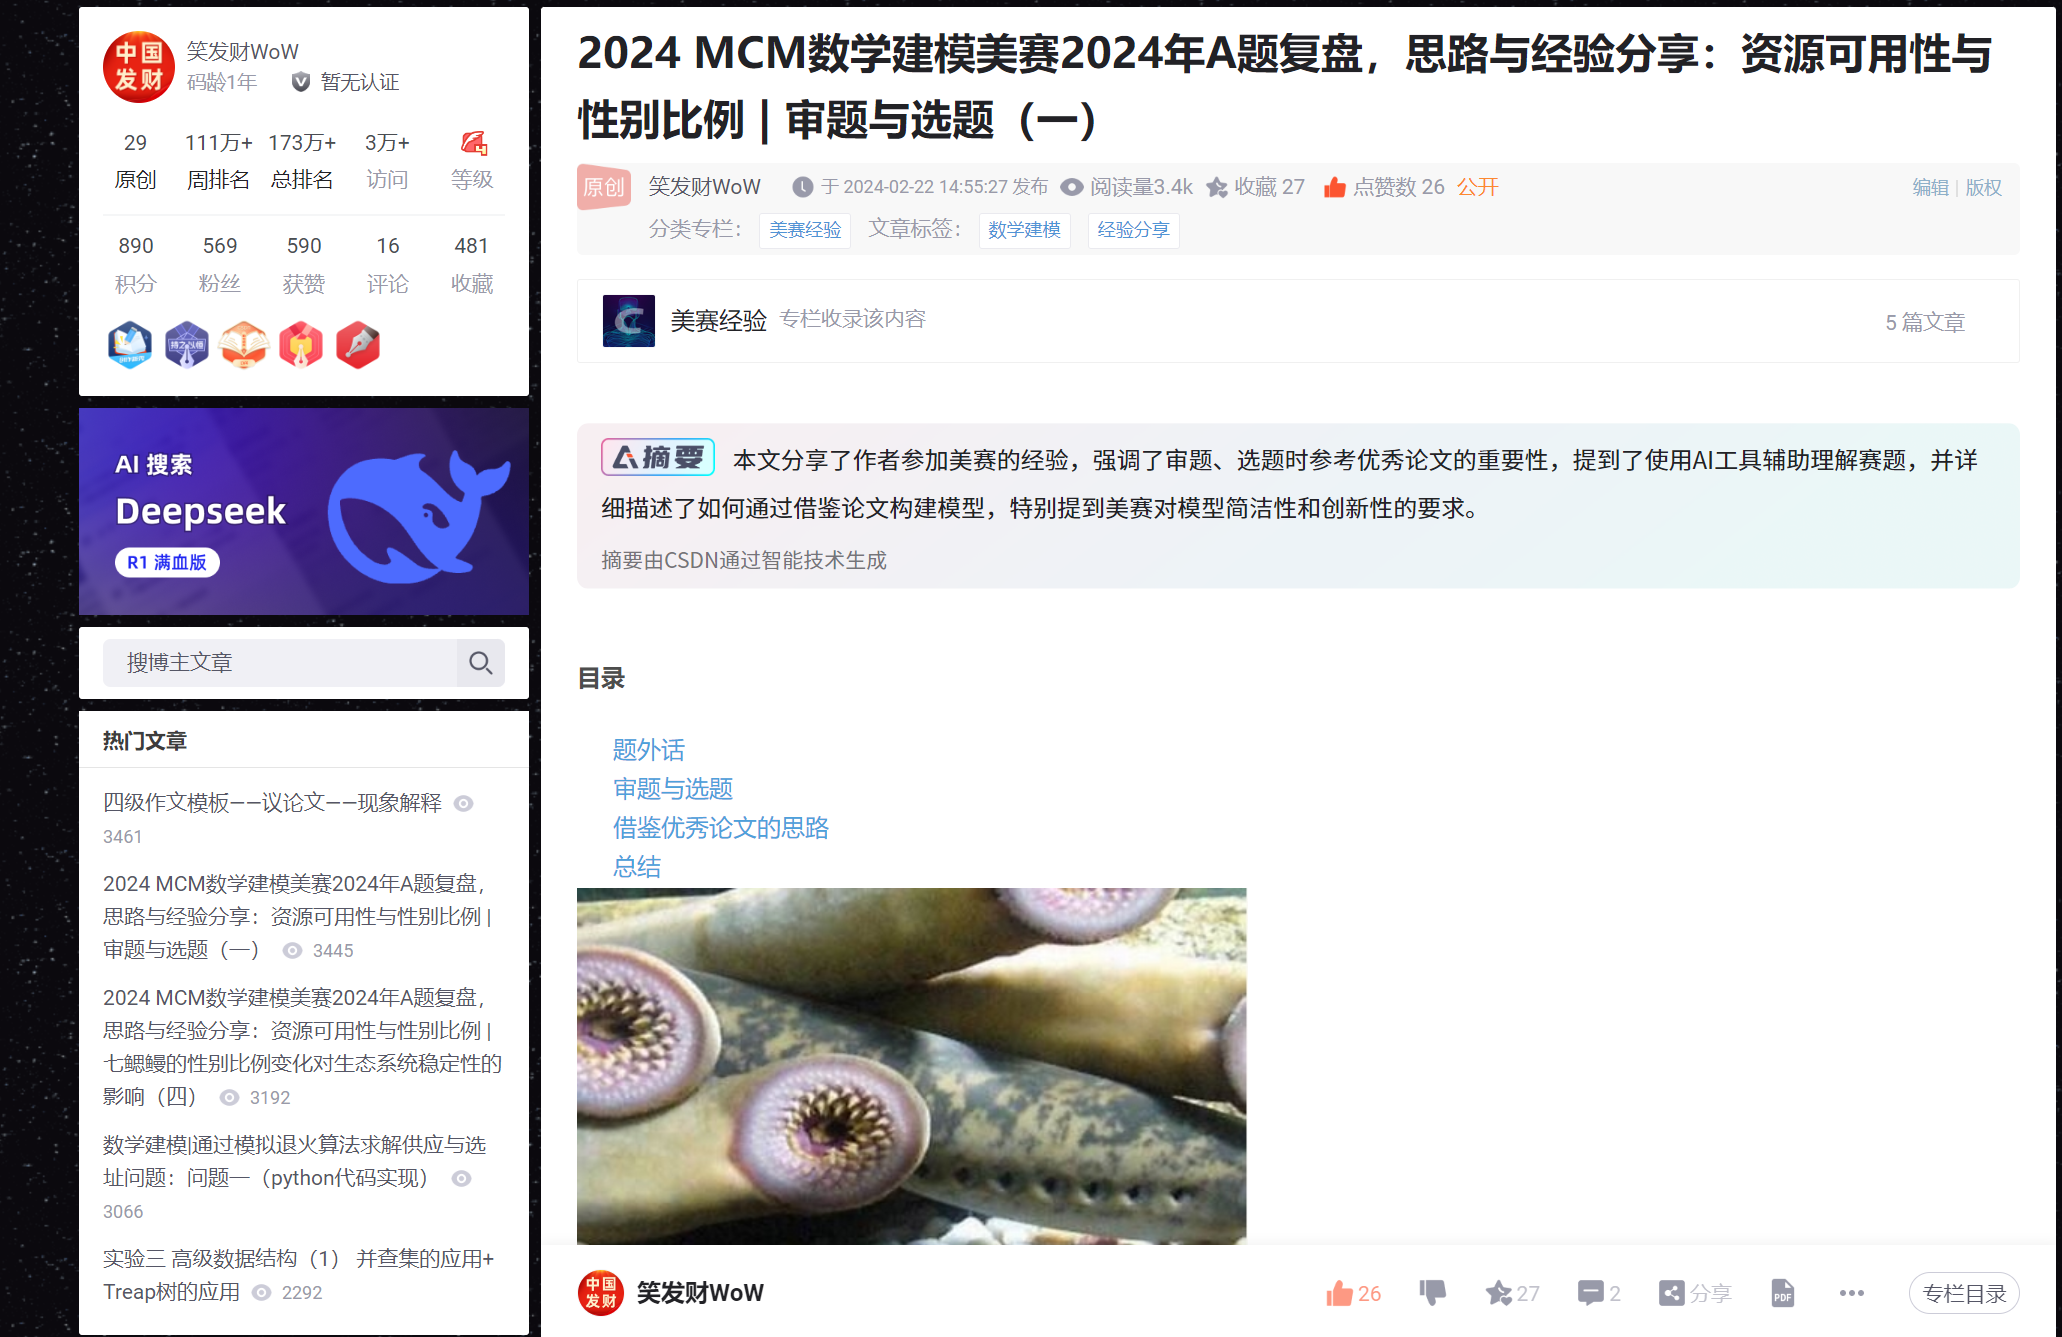 中国
发财
笑发财WoW
码龄1年 暂无认证
29 111万+ 173万+ 3万+
原创 周排名 总排名 访问 等级
890 569 590 16 481
积分 粉丝 获赞 评论 收藏
AI 搜索
Deepseek
R1 满血版
搜博主文章
热门文章
四级作文模板——议论文——现象解释
3461
2024 MCM数学建模美赛2024年A题复盘，
思路与经验分享：资源可用性与性别比例 |
审题与选题（一） 3445
2024 MCM数学建模美赛2024年A题复盘，
思路与经验分享：资源可用性与性别比例 |
七鳃鳗的性别比例变化对生态系统稳定性的
影响（四） 3192
数学建模|通过模拟退火算法求解供应与选
址问题：问题一（python代码实现）
3066
实验三 高级数据结构（1） 并查集的应用+
Treap树的应用 2292
2024 MCM数学建模美赛2024年A题复盘，思路与经验分享：资源可用性与
性别比例 | 审题与选题（一）
原创 笑发财WoW 于 2024-02-22 14:55:27 发布 阅读量3.4k 收藏 27 点赞数 26 公开 编辑 版权
分类专栏： 美赛经验 文章标签： 数学建模 经验分享
美赛经验 专栏收录该内容 5 篇文章
摘要 本文分享了作者参加美赛的经验，强调了审题、选题时参考优秀论文的重要性，提到了使用AI工具辅助理解赛题，并详
细描述了如何通过借鉴论文构建模型，特别提到美赛对模型简洁性和创新性的要求。
摘要由CSDN通过智能技术生成
目录
题外话
审题与选题
借鉴优秀论文的思路
总结
中国
发财
笑发财WoW 26 27 2 分享 PDF 专栏目录